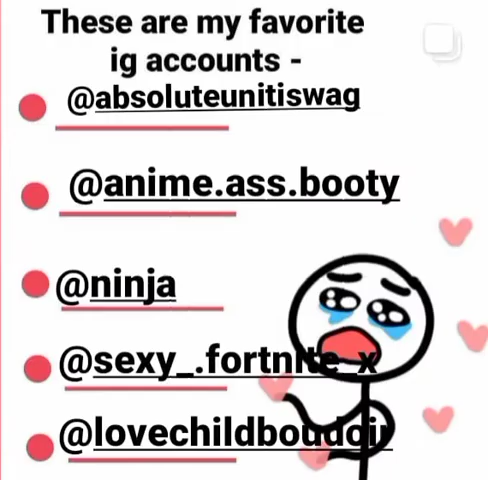 These are my favorite
ig accounts -
@absoluteunitiswag
@anime.ass.booty
@ninja
@sexy_.fortnite_x
@lovechildboudoir